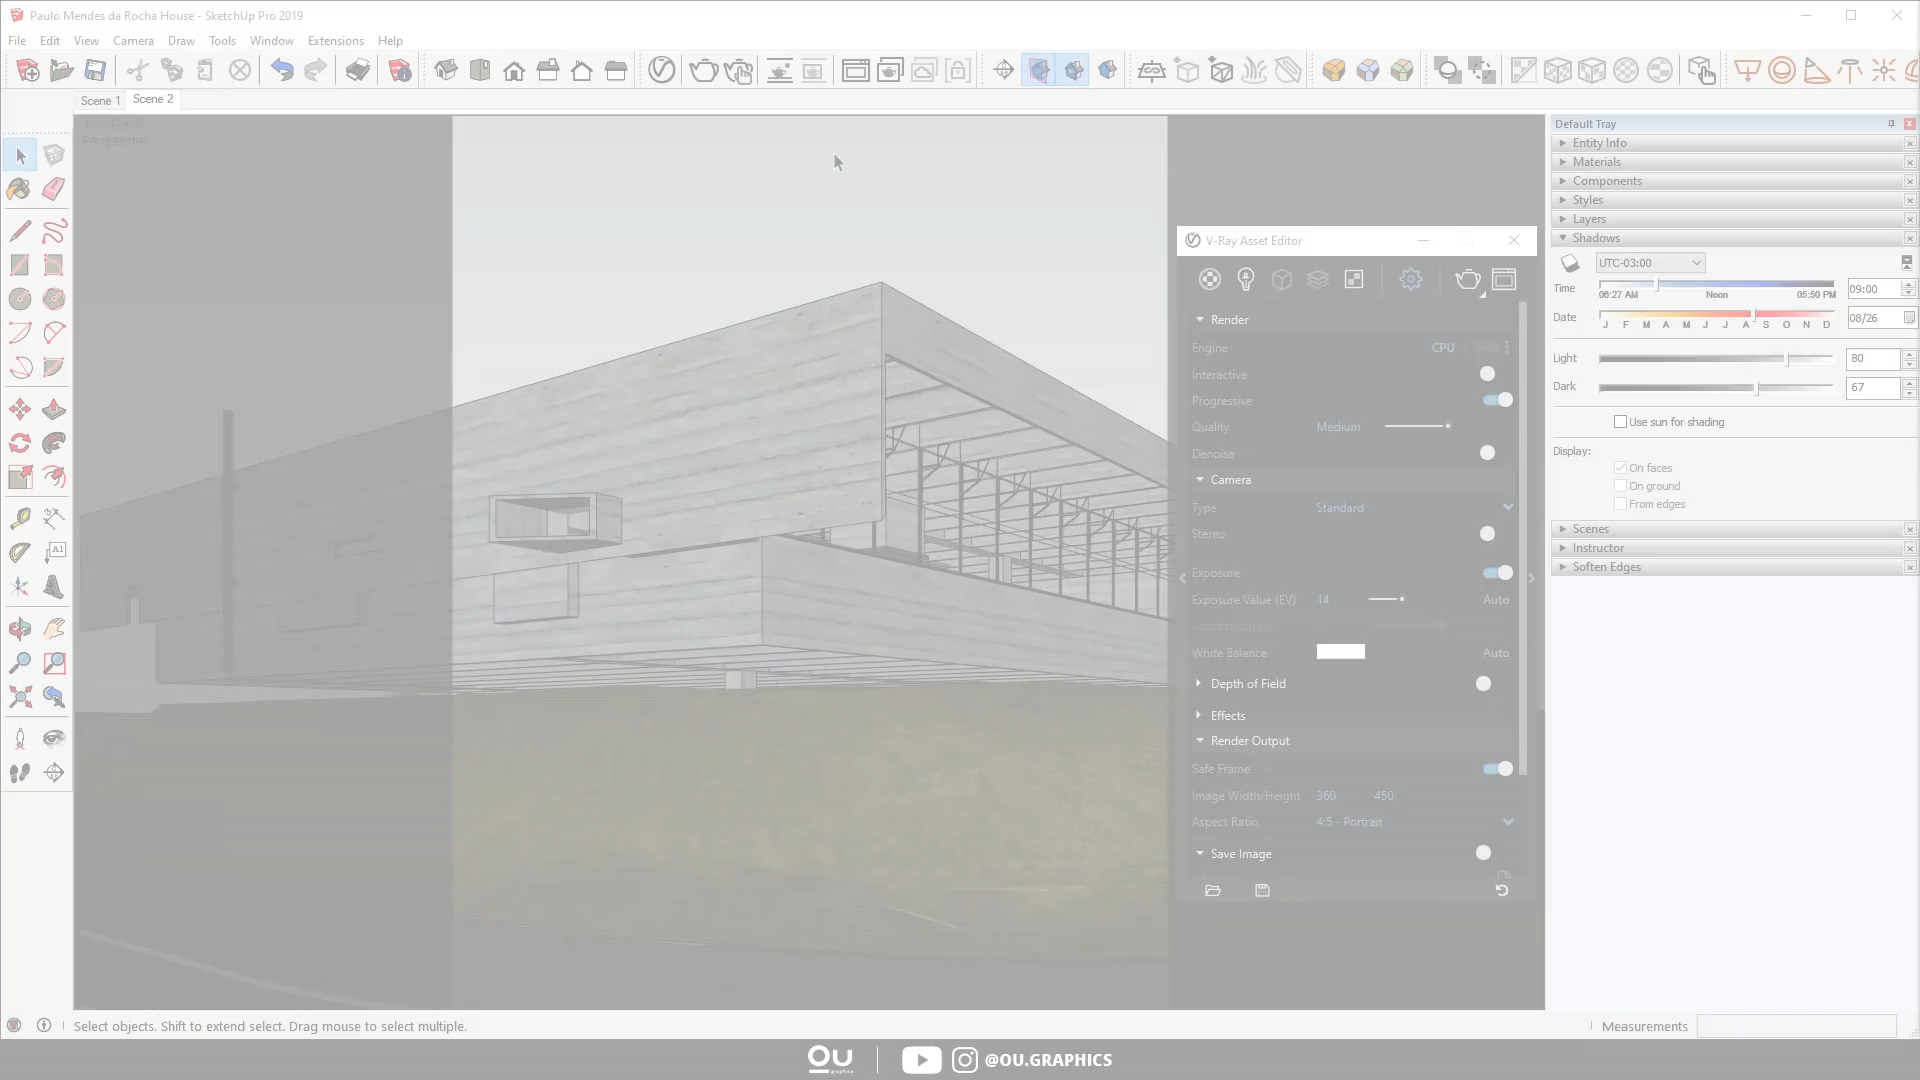 Paulo Mendes da Rocha House - SketchUp Pro 2019
File Edit View Camera Draw Tools Window Extensions Help
Scene 1 Scene 2
Perspective
Default Tray
Entity Info
Materials
Components
Styles
Layers
Shadows
UTC-03:00
Time 06:27 AM Noon 05:50 PM 09:00
Date J F M A M J J A S O N D 08/26
Light 80
Dark 67
Use sun for shading
Display:
On faces
On ground
From edges
Scenes
Instructor
Soften Edges
V-Ray Asset Editor
Render
Engine CPU
Interactive
Progressive
Quality Medium
Denoise
Camera
Type Standard
Stereo
Exposure
Exposure Value (EV) 14 Auto
White Balance Auto
Depth of Field
Effects
Render Output
Safe Frame
Image Width/Height 360 450
Aspect Ratio 4:5 - Portrait
Save Image
A1
Select objects. Shift to extend select. Drag mouse to select multiple.
Measurements
OU graphics @OU.GRAPHICS